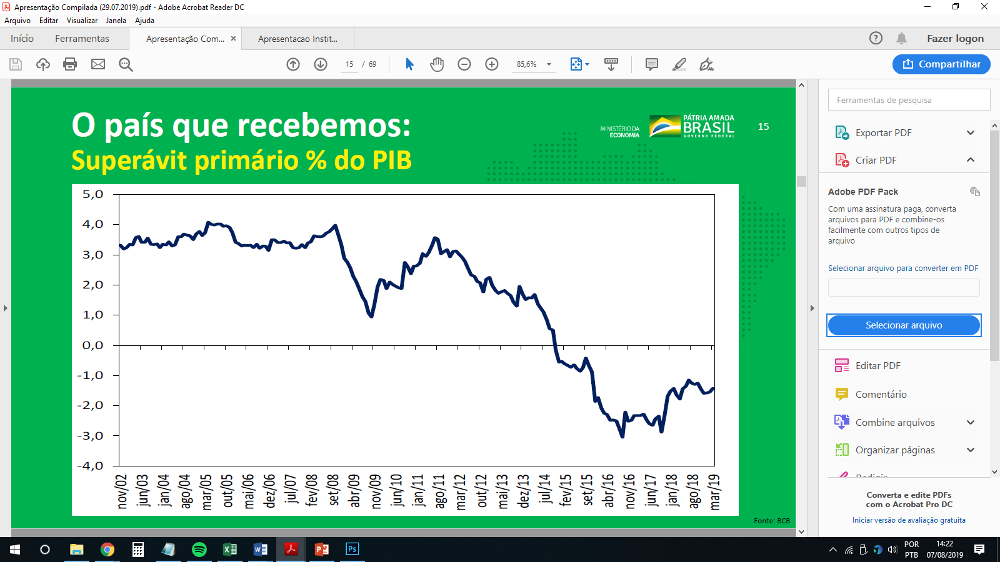 Apresentação Compilada (29.07.2019).pdf - Adobe Acrobat Reader DC
Arquivo Editar Visualizar Janela Ajuda
Início Ferramentas Apresentação Com... × Apresentacao Instit... Fazer logon
15 / 69 85,6% Compartilhar
O país que recebemos:
Superávit primário % do PIB
MINISTÉRIO DA
ECONOMIA
PÁTRIA AMADA
BRASIL
GOVERNO FEDERAL
15
5,0
4,0
3,0
2,0
1,0
0,0
-1,0
-2,0
-3,0
-4,0
nov/02
jun/03
jan/04
ago/04
mar/05
out/05
mai/06
dez/06
jul/07
fev/08
set/08
abr/09
nov/09
jun/10
jan/11
ago/11
mar/12
out/12
mai/13
dez/13
jul/14
fev/15
set/15
abr/16
nov/16
jun/17
jan/18
ago/18
mar/19
Fonte: BCB
Ferramentas de pesquisa
Exportar PDF
Criar PDF
Adobe PDF Pack
Com uma assinatura paga, converta
arquivos para PDF e combine-os
facilmente com outros tipos de
arquivo
Selecionar arquivo para converter em PDF
Selecionar arquivo
Editar PDF
Comentário
Combine arquivos
Organizar páginas
Redigir
Converta e edite PDFs
com o Acrobat Pro DC
Iniciar versão de avaliação gratuita
POR
PTB
14:22
07/08/2019